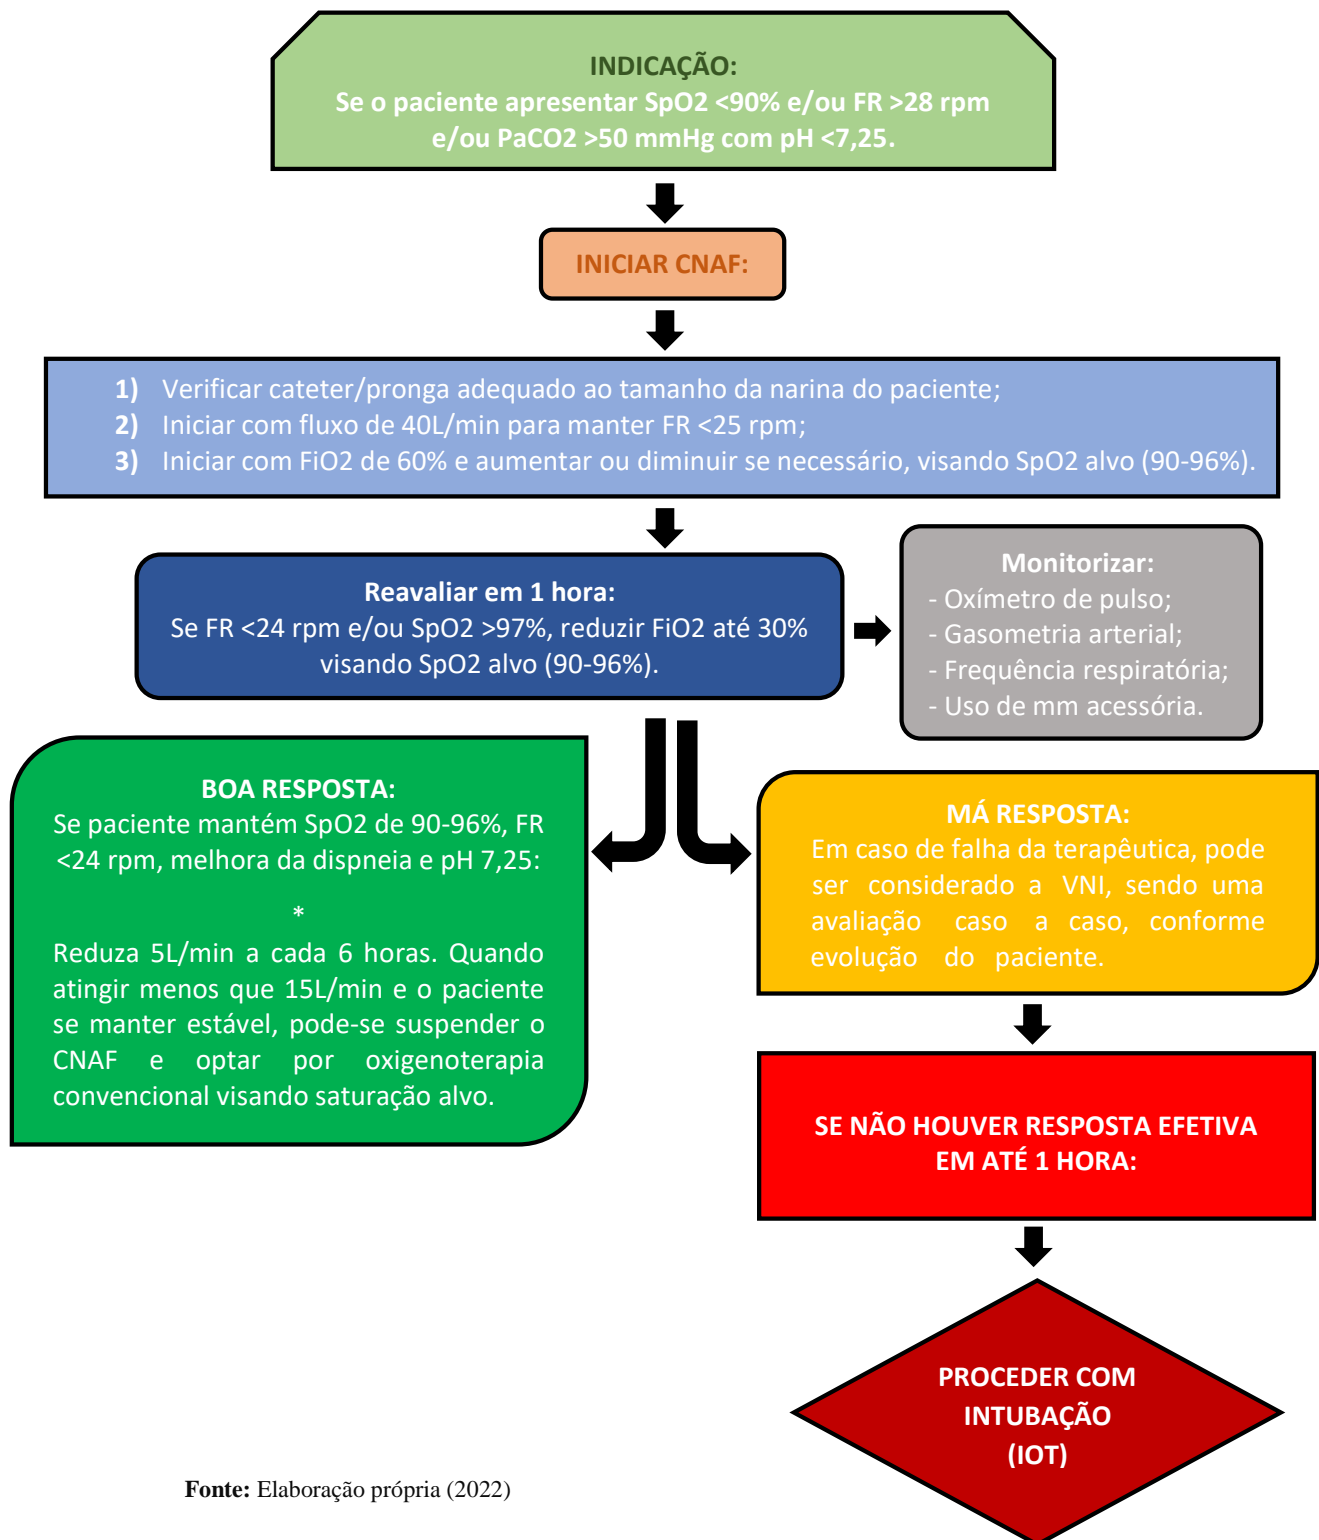 INDICAÇÃO:
Se o paciente apresentar SpO2 <90% e/ou FR >28 rpm
e/ou PaCO2 >50 mmHg com pH <7,25.
INICIAR CNAF:
1) Verificar cateter/pronga adequado ao tamanho da narina do paciente;
2) Iniciar com fluxo de 40L/min para manter FR <25 rpm;
3) Iniciar com FiO2 de 60% e aumentar ou diminuir se necessário, visando SpO2 alvo (90-96%).
Reavaliar em 1 hora:
Se FR <24 rpm e/ou SpO2 >97%, reduzir FiO2 até 30%
visando SpO2 alvo (90-96%).
Monitorizar:
- Oxímetro de pulso;
- Gasometria arterial;
- Frequência respiratória;
- Uso de mm acessória.
BOA RESPOSTA:
Se paciente mantém SpO2 de 90-96%, FR
<24 rpm, melhora da dispneia e pH 7,25:
*
Reduza 5L/min a cada 6 horas. Quando
atingir menos que 15L/min e o paciente
se manter estável, pode-se suspender o
CNAF e optar por oxigenoterapia
convencional visando saturação alvo.
MÁ RESPOSTA:
Em caso de falha da terapêutica, pode
ser considerado a VNI, sendo uma
avaliação caso a caso, conforme
evolução do paciente.
SE NÃO HOUVER RESPOSTA EFETIVA
EM ATÉ 1 HORA:
PROCEDER COM
INTUBAÇÃO
(IOT)
Fonte: Elaboração própria (2022)